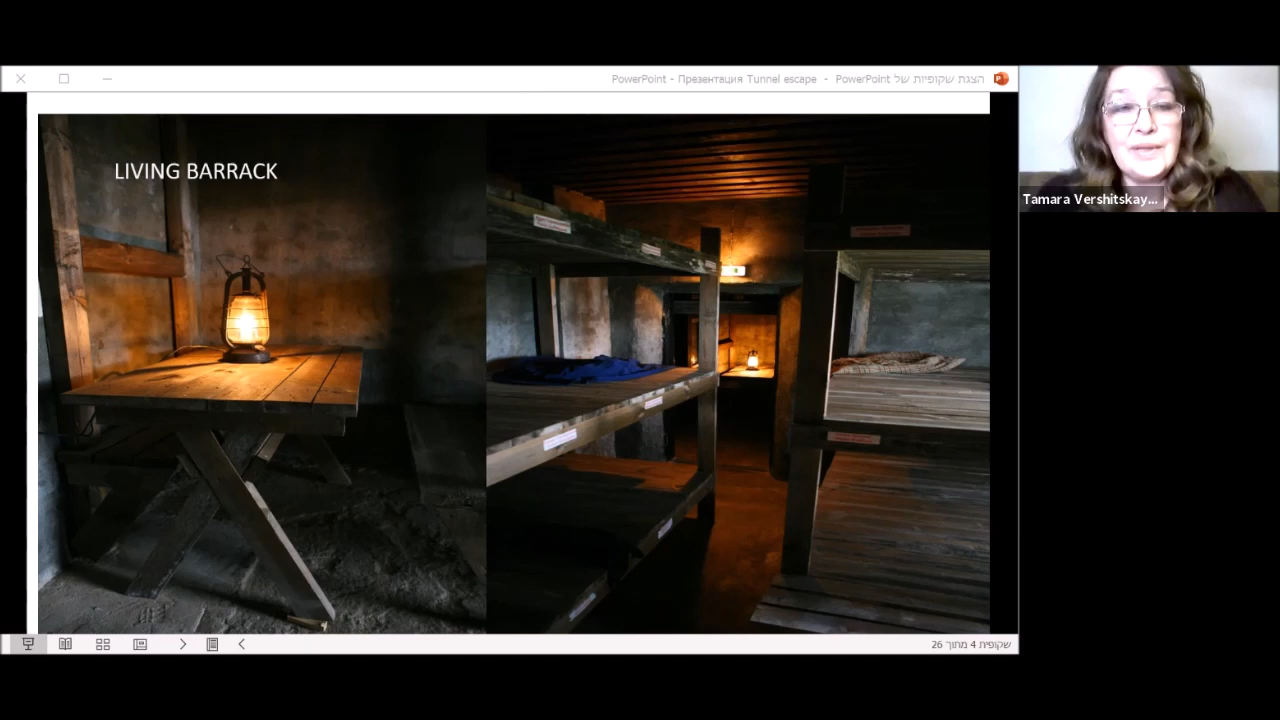 PowerPoint - Презентация Tunnel escape - PowerPoint הצגת שקופיות של
LIVING BARRACK
Tamara Vershitskay...
שקופית 4 מתוך 26